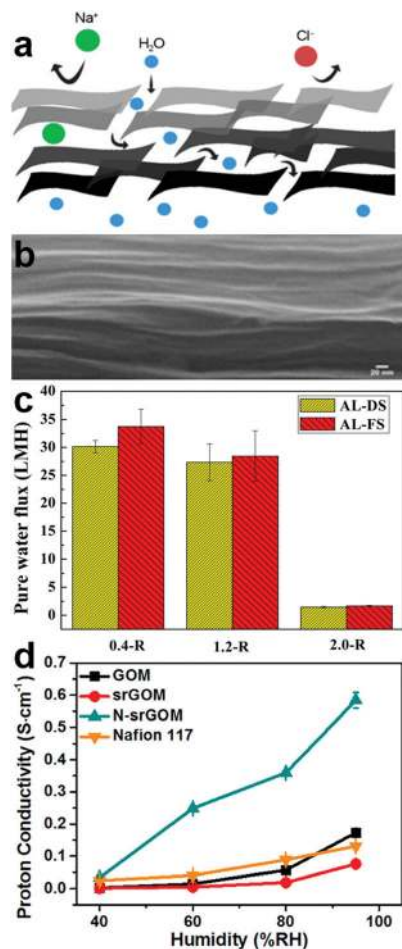 a
Na⁺
H₂O
Cl⁻
b
20 nm
c
Pure water flux (LMH)
40
35
30
25
20
15
10
5
0
AL-DS
AL-FS
0.4-R
1.2-R
2.0-R
d
Proton Conductivity (S·cm⁻¹)
0.7
0.6
0.5
0.4
0.3
0.2
0.1
0.0
GOM
srGOM
N-srGOM
Nafion 117
40
60
80
100
Humidity (%RH)